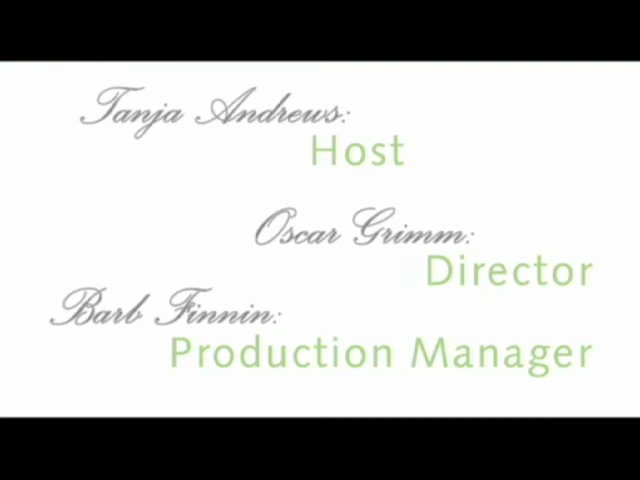 Tanja Andrews:
Host
Oscar Grimm:
Director
Barb Finnin:
Production Manager